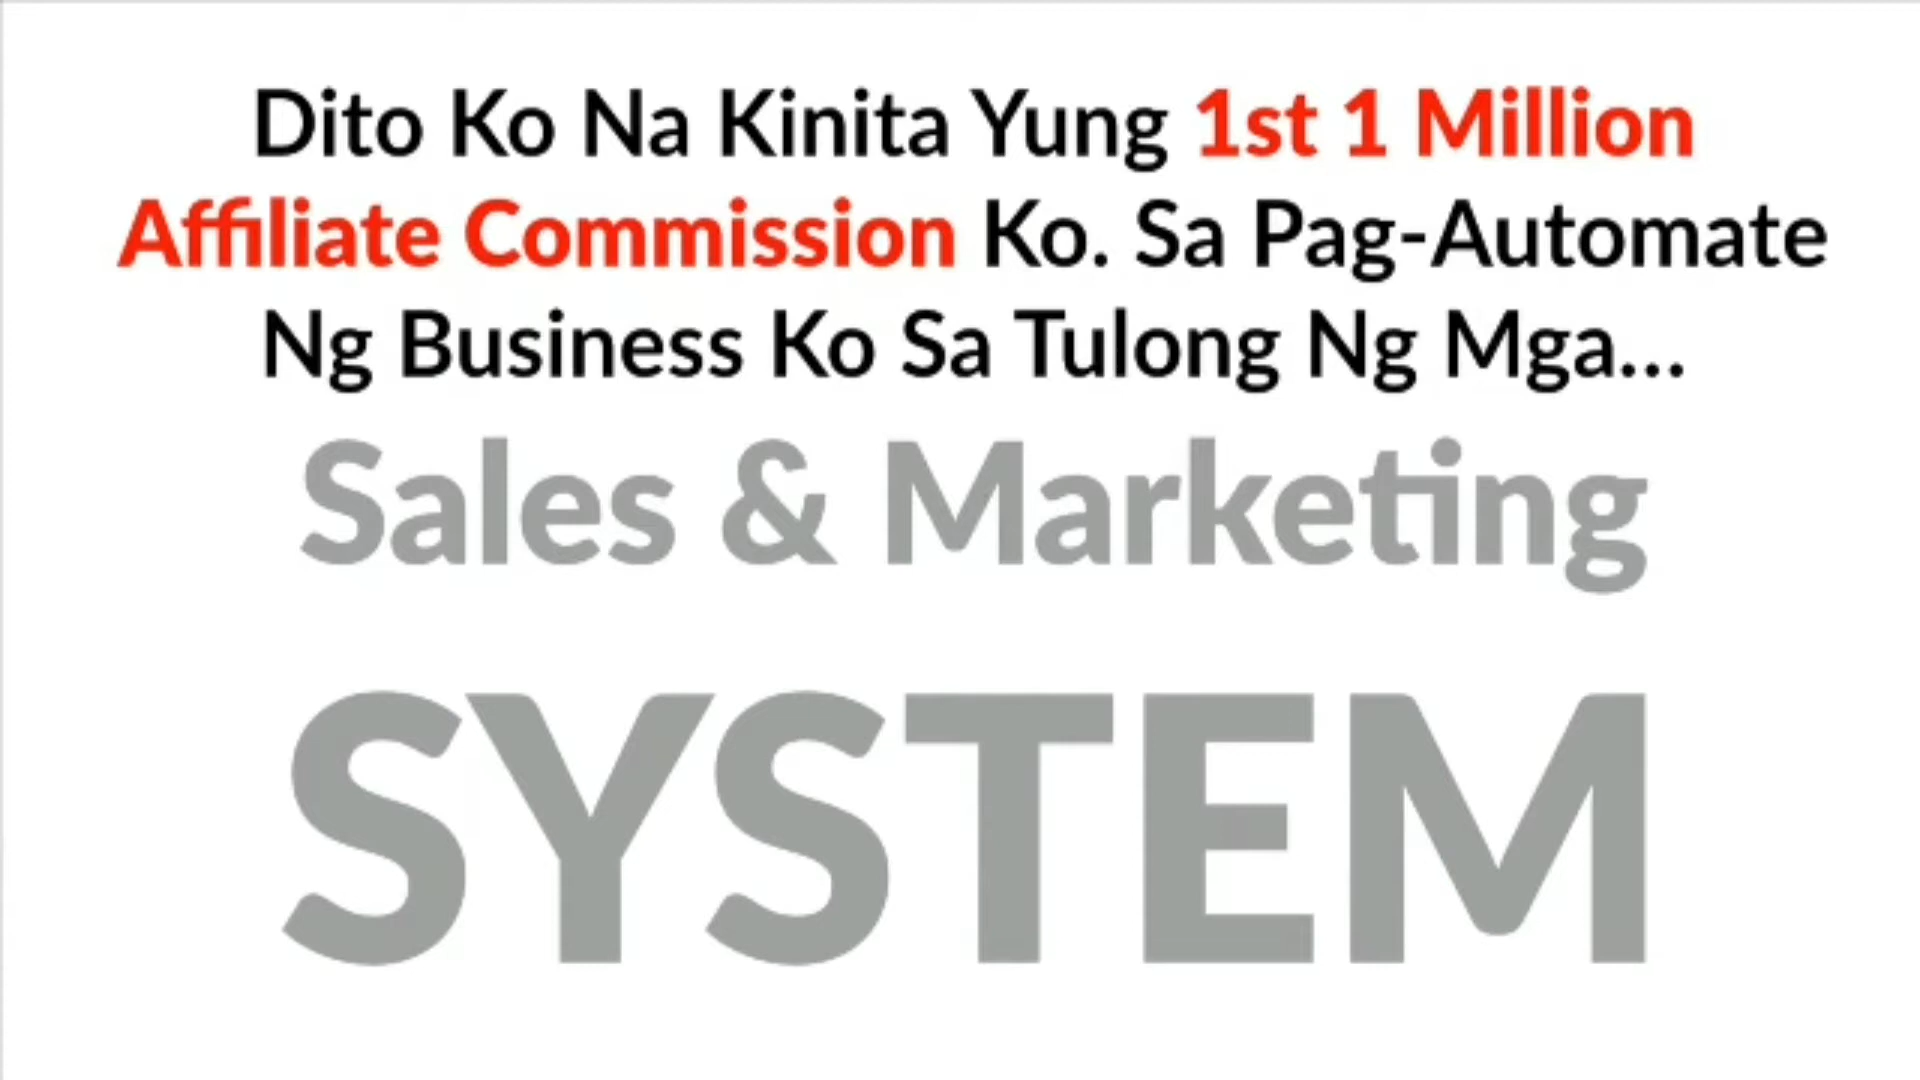 Dito Ko Na Kinita Yung 1st 1 Million
Affiliate Commission Ko. Sa Pag-Automate
Ng Business Ko Sa Tulong Ng Mga...
Sales & Marketing
SYSTEM